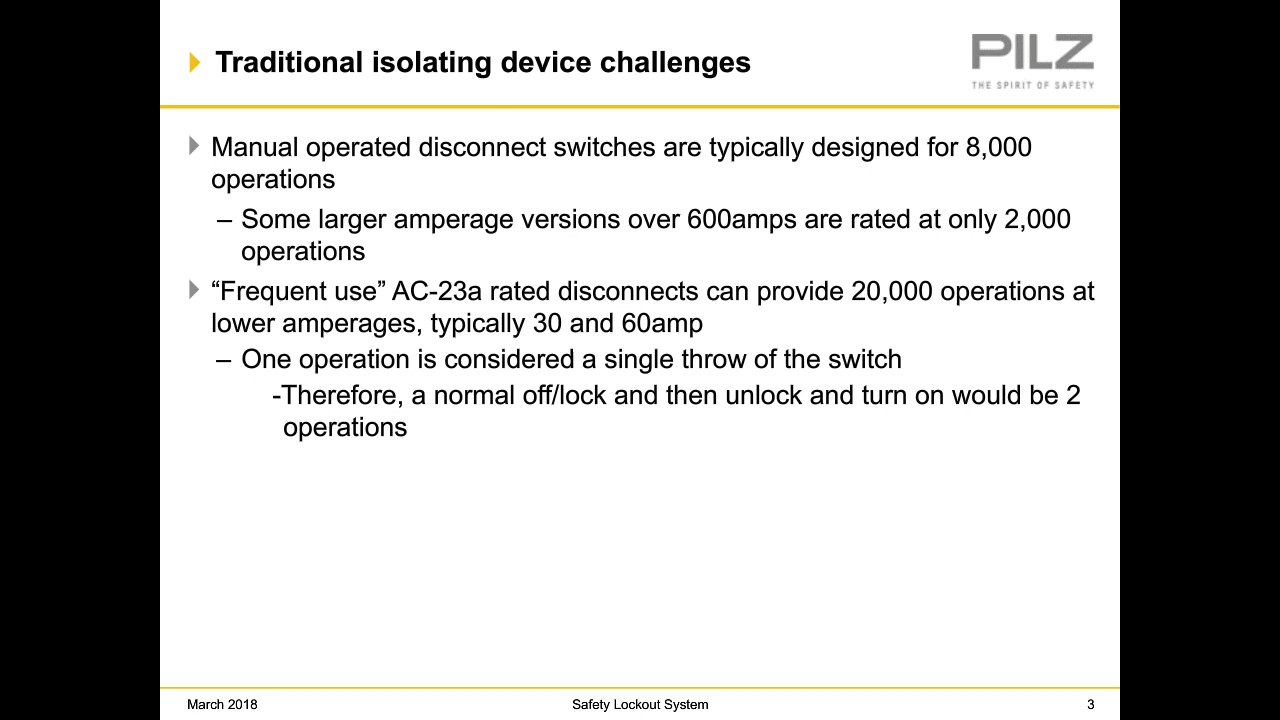 Traditional isolating device challenges
PILZ
THE SPIRIT OF SAFETY
Manual operated disconnect switches are typically designed for 8,000
operations
– Some larger amperage versions over 600amps are rated at only 2,000
operations
“Frequent use” AC-23a rated disconnects can provide 20,000 operations at
lower amperages, typically 30 and 60amp
– One operation is considered a single throw of the switch
-Therefore, a normal off/lock and then unlock and turn on would be 2
operations
March 2018
Safety Lockout System
3